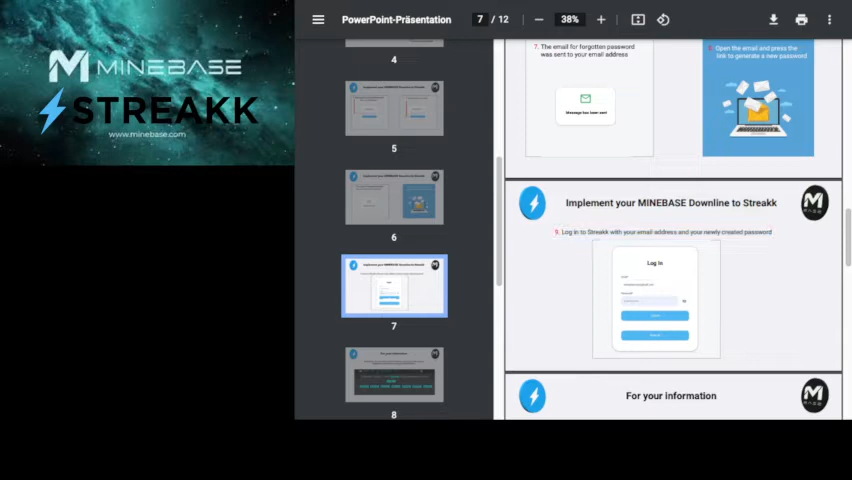 MINEBASE
STREAKK
www.minebase.com
PowerPoint-Präsentation
7 / 12
38%
4
5
6
7
8
7. The email for forgotten password
was sent to your email address
Message has been sent
Open the email and press the
link to generate a new password
Implement your MINEBASE Downline to Streakk
M
BASE
9. Log in to Streakk with your email address and your newly created password
Log In
For your information
M
BASE